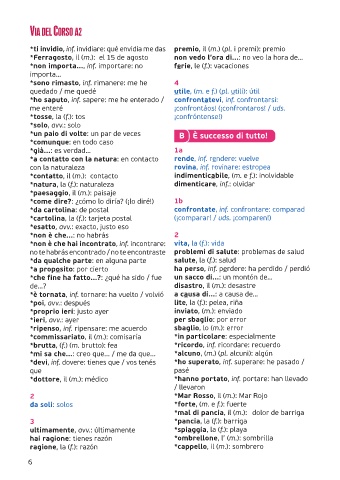 VIA DEL CORSO A2
*ti invidio, inf. invidiare: qué envidia me das
*Ferragosto, il (m.): el 15 de agosto
*non importa..., inf. importare: no
importa...
*sono rimasto, inf. rimanere: me he
quedado / me quedé
*ho saputo, inf. sapere: me he enterado /
me enteré
*tosse, la (f.): tos
*solo, avv.: solo
*un paio di volte: un par de veces
*comunque: en todo caso
*già...: es verdad...
*a contatto con la natura: en contacto
con la naturaleza
*contatto, il (m.): contacto
*natura, la (f.): naturaleza
*paesaggio, il (m.): paisaje
*come dire?: ¿cómo lo diría? (¡lo diré!)
*da cartolina: de postal
*cartolina, la (f.): tarjeta postal
*esatto, avv.: exacto, justo eso
*non è che...: no habrás
*non è che hai incontrato, inf. incontrare:
no te habrás encontrado / no te encontraste
*da qualche parte: en alguna parte
*a proposito: por cierto
*che fine ha fatto...?: ¿qué ha sido / fue
de...?
*è tornata, inf. tornare: ha vuelto / volvió
*poi, avv.: después
*proprio ieri: justo ayer
*ieri, avv.: ayer
*ripenso, inf. ripensare: me acuerdo
*commissariato, il (m.): comisaría
*brutta, (f.) (m. brutto): fea
*mi sa che...: creo que... / me da que...
*devi, inf. dovere: tienes que / vos tenés
que
*dottore, il (m.): médico
2
da soli: solos
3
ultimamente, avv.: últimamente
hai ragione: tienes razón
ragione, la (f.): razón
premio, il (m.) (pl. i premi): premio
non vedo l'ora di...: no veo la hora de...
ferie, le (f.): vacaciones
4
utile, (m. e f.) (pl. utili): útil
confrontatevi, inf. confrontarsi:
¡confrontáos! (¡confrontaros! / uds.
¡confróntense!)
B È successo di tutto!
1a
rende, inf. rendere: vuelve
rovina, inf. rovinare: estropea
indimenticabile, (m. e f.): inolvidable
dimenticare, inf.: olvidar
1b
confrontate, inf. confrontare: comparad
(¡comparar! / uds. ¡comparen!)
2
vita, la (f.): vida
problemi di salute: problemas de salud
salute, la (f.): salud
ha perso, inf. perdere: ha perdido / perdió
un sacco di...: un montón de...
disastro, il (m.): desastre
a causa di...: a causa de...
lite, la (f.): pelea, riña
inviato, (m.): enviado
per sbaglio: por error
sbaglio, lo (m.): error
*in particolare: especialmente
*ricordo, inf. ricordare: recuerdo
*alcuno, (m.) (pl. alcuni): algún
*ho superato, inf. superare: he pasado /
pasé
*hanno portato, inf. portare: han llevado
/ llevaron
*Mar Rosso, il (m.): Mar Rojo
*forte, (m. e f.): fuerte
*mal di pancia, il (m.): dolor de barriga
*pancia, la (f.): barriga
*spiaggia, la (f.): playa
*ombrellone, l' (m.): sombrilla
*cappello, il (m.): sombrero
6